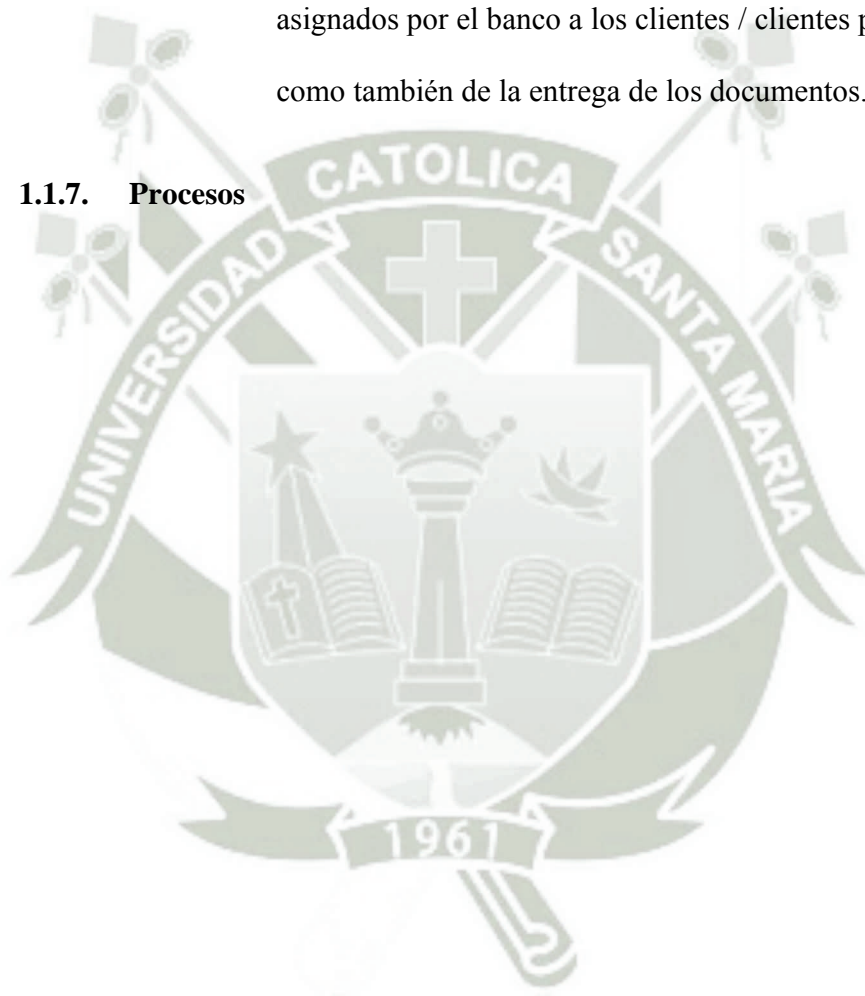 asignados por el banco a los clientes / clientes p
como también de la entrega de los documentos.
1.1.7. Procesos
UNIVERSIDAD CATOLICA SANTA MARIA
1961